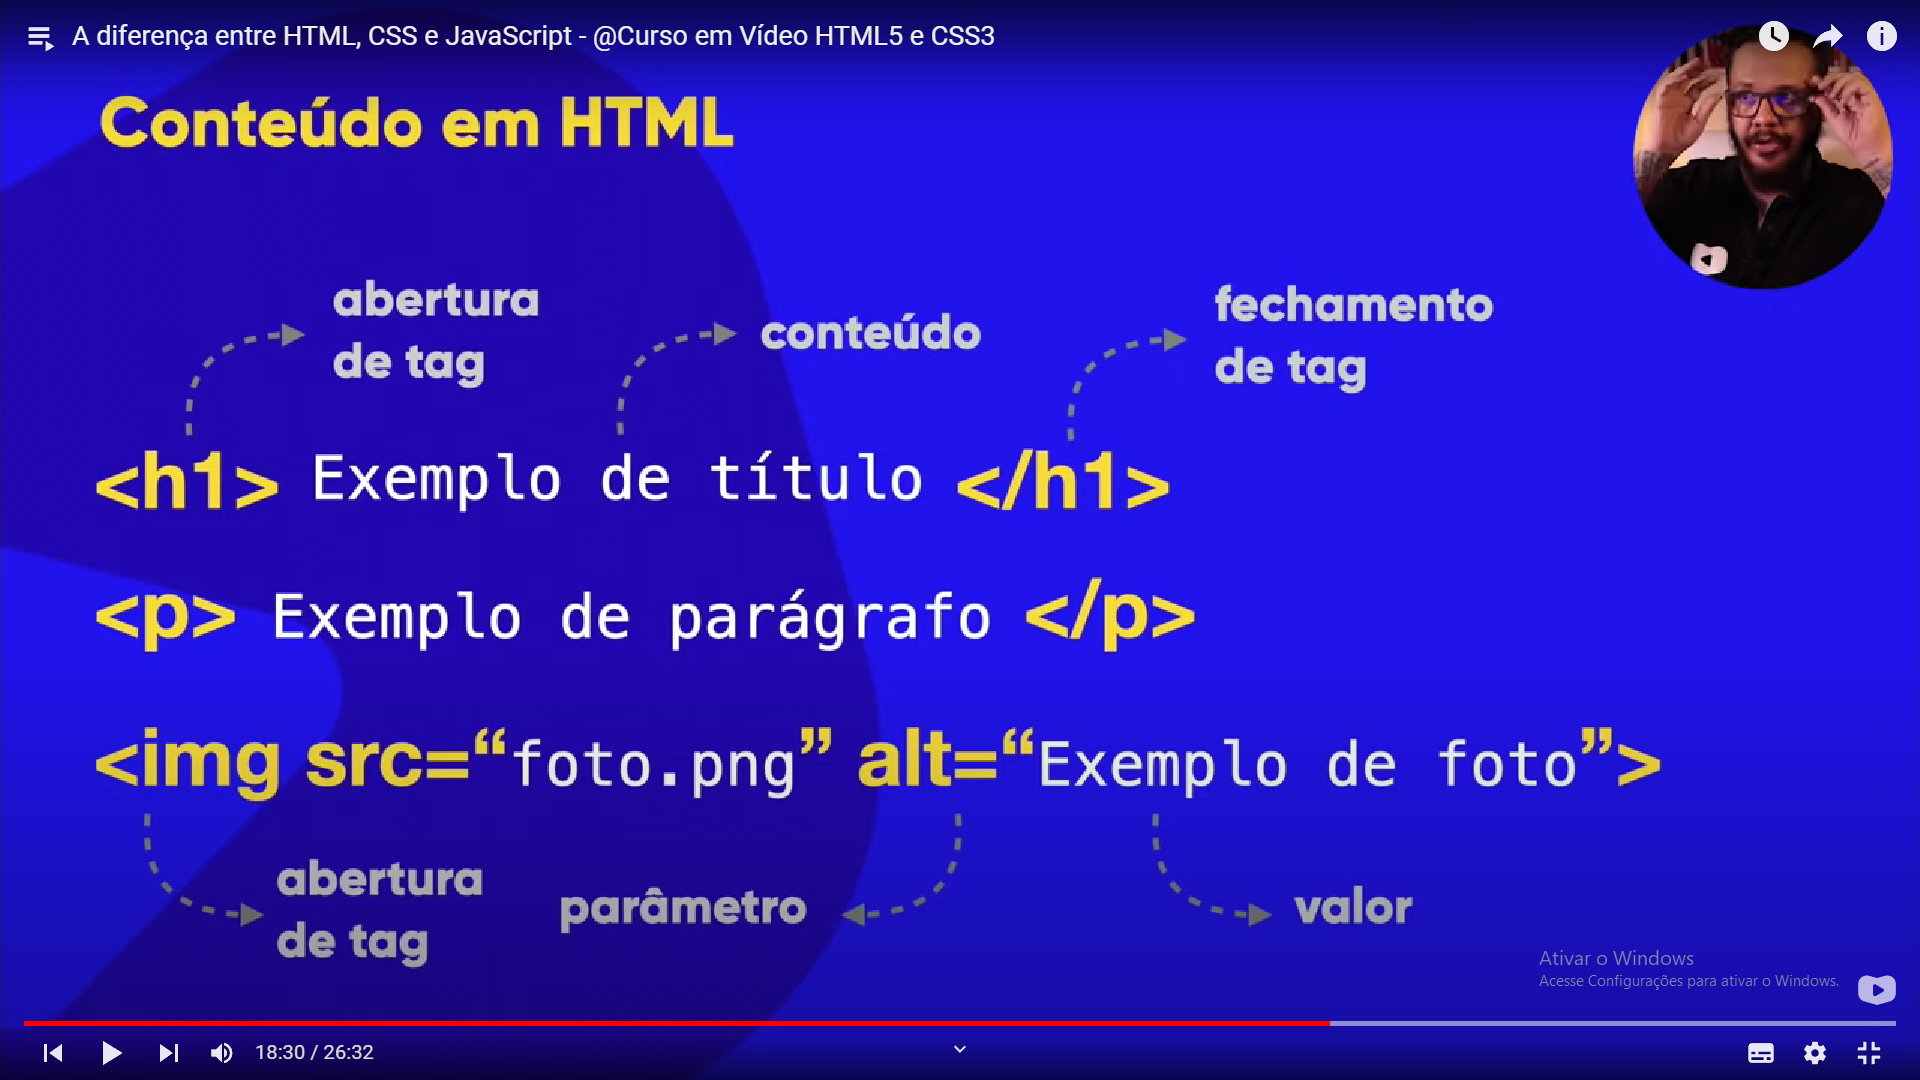 A diferença entre HTML, CSS e JavaScript - @Curso em Vídeo HTML5 e CSS3
Conteúdo em HTML
abertura
de tag
conteúdo
fechamento
de tag
<h1> Exemplo de título </h1>
<p> Exemplo de parágrafo </p>
<img src=“foto.png” alt=“Exemplo de foto”>
abertura
de tag
parâmetro
valor
Ativar o Windows
Acesse Configurações para ativar o Windows.
18:30 / 26:32